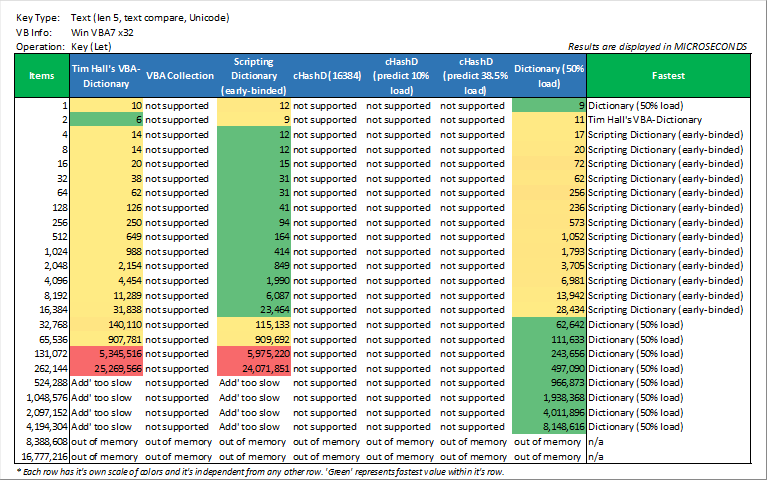 Key Type: Text (len 5, text compare, Unicode)
VB Info: Win VBA7 x32
Operation: Key (Let)
Results are displayed in MICROSECONDS
Items Tim Hall's VBA-Dictionary VBA Collection Scripting Dictionary (early-binded) cHashD (16384) cHashD (predict 10% load) cHashD (predict 38.5% load) Dictionary (50% load) Fastest
1 10 not supported 12 not supported not supported not supported 9 Dictionary (50% load)
2 6 not supported 9 not supported not supported not supported 11 Tim Hall's VBA-Dictionary
4 14 not supported 12 not supported not supported not supported 17 Scripting Dictionary (early-binded)
8 14 not supported 12 not supported not supported not supported 20 Scripting Dictionary (early-binded)
16 20 not supported 15 not supported not supported not supported 72 Scripting Dictionary (early-binded)
32 38 not supported 31 not supported not supported not supported 62 Scripting Dictionary (early-binded)
64 62 not supported 31 not supported not supported not supported 256 Scripting Dictionary (early-binded)
128 126 not supported 41 not supported not supported not supported 236 Scripting Dictionary (early-binded)
256 250 not supported 94 not supported not supported not supported 573 Scripting Dictionary (early-binded)
512 649 not supported 164 not supported not supported not supported 1,052 Scripting Dictionary (early-binded)
1,024 988 not supported 414 not supported not supported not supported 1,793 Scripting Dictionary (early-binded)
2,048 2,154 not supported 849 not supported not supported not supported 3,705 Scripting Dictionary (early-binded)
4,096 4,454 not supported 1,990 not supported not supported not supported 6,981 Scripting Dictionary (early-binded)
8,192 11,289 not supported 6,087 not supported not supported not supported 13,942 Scripting Dictionary (early-binded)
16,384 31,838 not supported 23,464 not supported not supported not supported 28,434 Scripting Dictionary (early-binded)
32,768 140,110 not supported 115,133 not supported not supported not supported 62,642 Dictionary (50% load)
65,536 907,781 not supported 909,692 not supported not supported not supported 111,633 Dictionary (50% load)
131,072 5,345,516 not supported 5,975,220 not supported not supported not supported 243,656 Dictionary (50% load)
262,144 25,269,566 not supported 24,071,851 not supported not supported not supported 497,090 Dictionary (50% load)
524,288 Add' too slow not supported Add' too slow not supported not supported not supported 966,873 Dictionary (50% load)
1,048,576 Add' too slow not supported Add' too slow not supported not supported not supported 1,938,368 Dictionary (50% load)
2,097,152 Add' too slow not supported Add' too slow not supported not supported not supported 4,011,896 Dictionary (50% load)
4,194,304 Add' too slow not supported Add' too slow not supported not supported not supported 8,148,616 Dictionary (50% load)
8,388,608 out of memory out of memory out of memory out of memory out of memory out of memory out of memory n/a
16,777,216 out of memory out of memory out of memory out of memory out of memory out of memory out of memory n/a
* Each row has it's own scale of colors and it's independent from any other row. 'Green' represents fastest value within it's row.